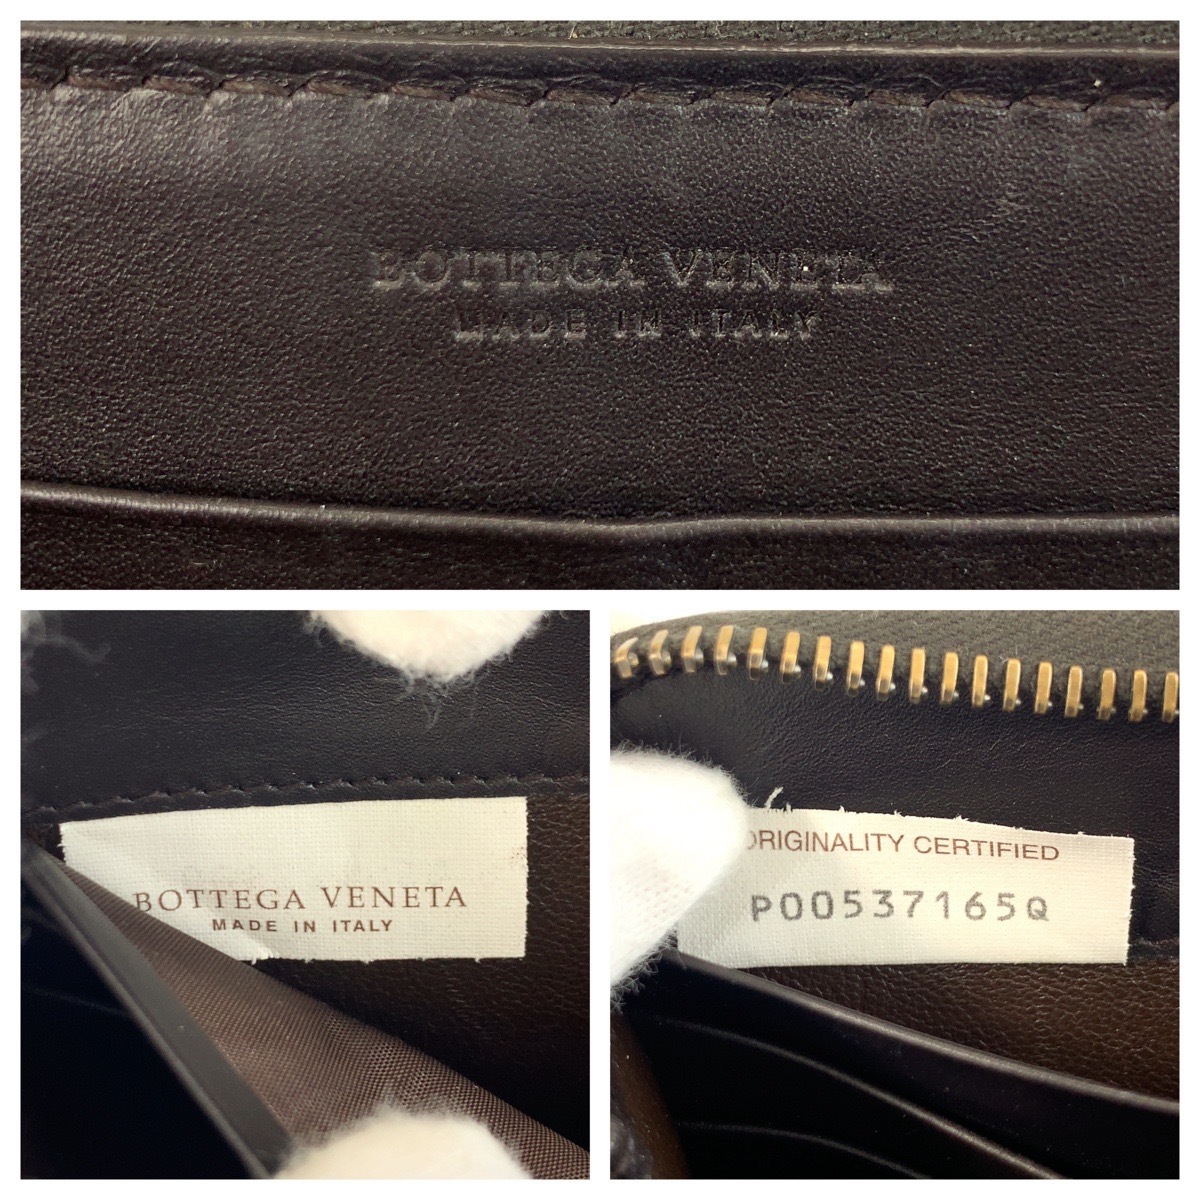 BOTTEGA VENETA
MADE IN ITALY
BOTTEGA VENETA
MADE IN ITALY
ORIGINALITY CERTIFIED
P00537165Q